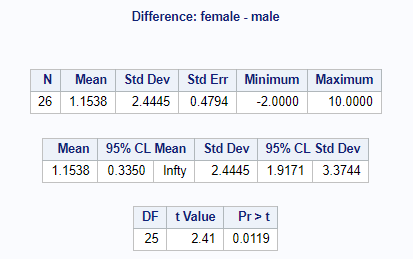 Difference: female - male
N Mean Std Dev Std Err Minimum Maximum
26 1.1538 2.4445 0.4794 -2.0000 10.0000
Mean 95% CL Mean Std Dev 95% CL Std Dev
1.1538 0.3350 Infty 2.4445 1.9171 3.3744
DF t Value Pr > t
25 2.41 0.0119